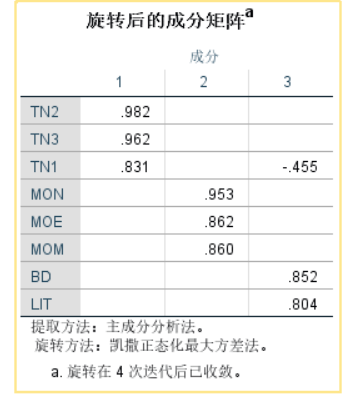 旋转后的成分矩阵a
成分
1 2 3
TN2 .982
TN3 .962
TN1 .831 -.455
MON .953
MOE .862
MOM .860
BD .852
LIT .804
提取方法：主成分分析法。
旋转方法：凯撒正态化最大方差法。
a. 旋转在 4 次迭代后已收敛。